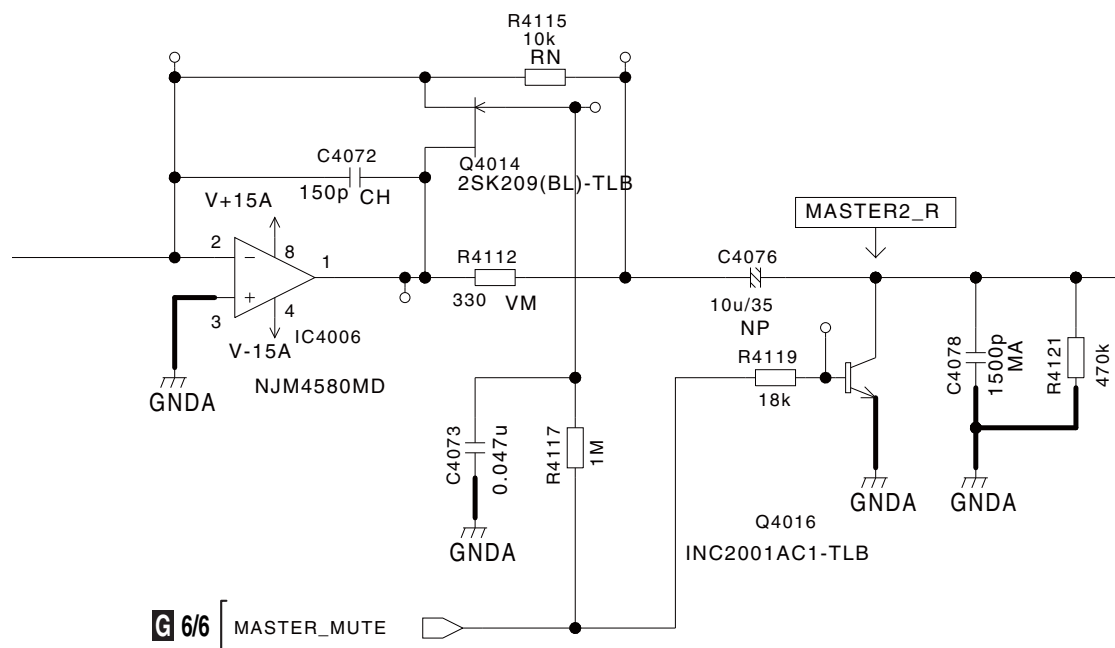 R4115
10k
RN
C4072
150p
CH
Q4014
2SK209(BL)-TLB
V+15A
MASTER2_R
2
−
8
1
R4112
C4076
+
3
4
IC4006
330
VM
10u/35
NP
V-15A
NJM4580MD
GNDA
R4119
18k
C4078
1500p
MA
R4121
470k
C4073
0.047u
R4117
1M
GNDA
GNDA
GNDA
Q4016
INC2001AC1-TLB
G 6/6
MASTER_MUTE